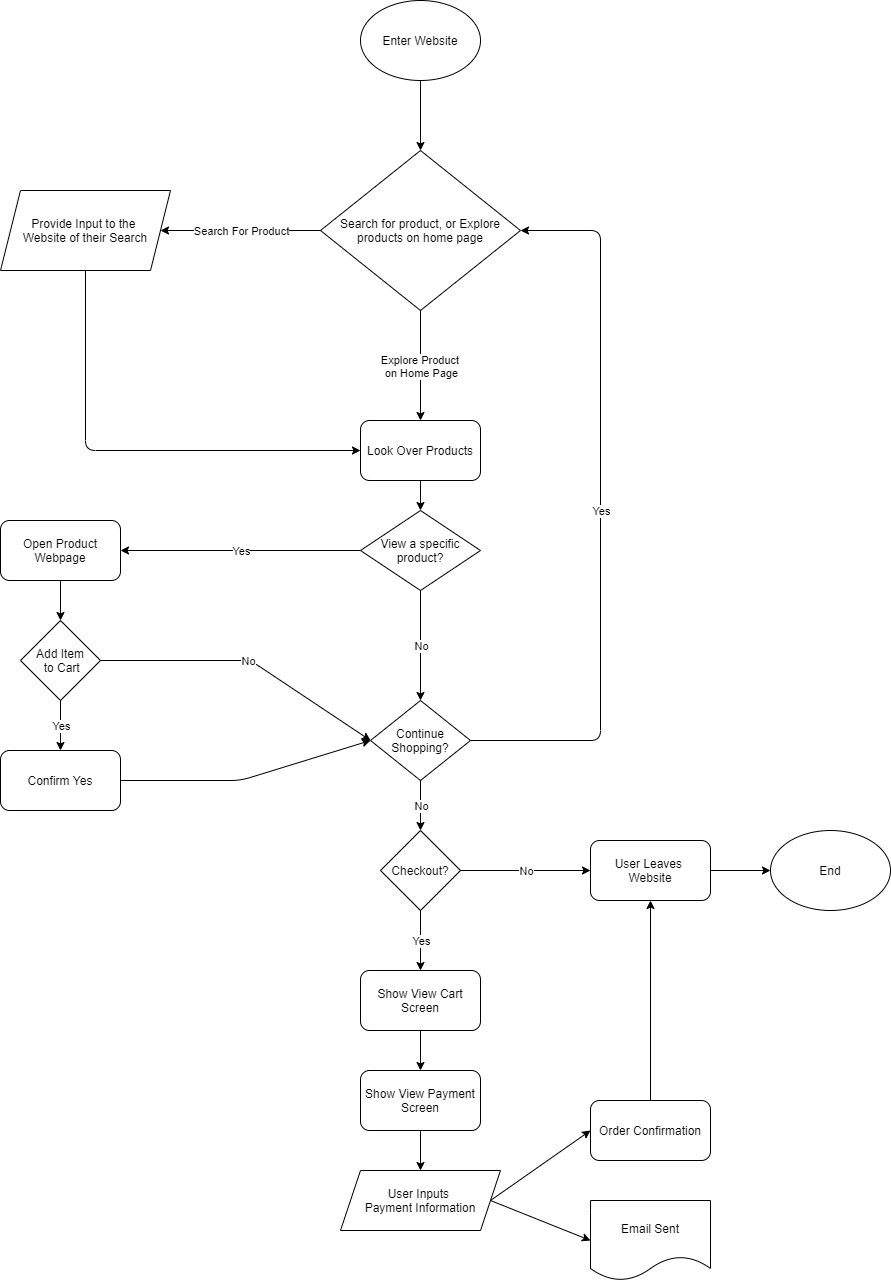 Enter Website
Search for product, or Explore
products on home page
Search For Product
Provide Input to the
Website of their Search
Explore Product
on Home Page
Look Over Products
View a specific
product?
Yes
Open Product
Webpage
Yes
No
Add Item
to Cart
No
Yes
Confirm Yes
Continue
Shopping?
No
Checkout?
No
User Leaves
Website
End
Yes
Show View Cart
Screen
Show View Payment
Screen
User Inputs
Payment Information
Order Confirmation
Email Sent